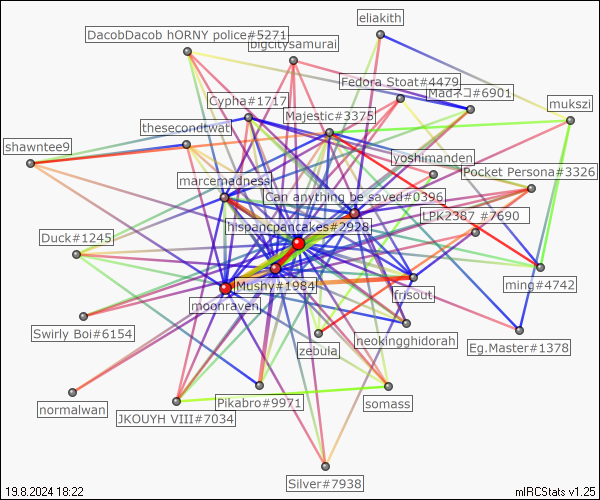 eliakith
DacobDacob hORNY police#5271
bigcitysamurai
Fedora Stoat#4479
Madネコ#6901
Cypha#1717
mukszi
Majestic#3375
thesecondtwat
shawntee9
yoshimanden
Pocket Persona#3326
marcemadness
Can anything be saved#0396
LPK2387 #7690
hispancpancakes#2928
Duck#1245
ming#4742
Mushy#1984
frisout
moonraven
Swirly Boi#6154
neokingghidorah
Eg.Master#1378
zebula
Pikabro#9971
somass
normalwan
JKOUYH VIII#7034
Silver#7938
19.8.2024 18:22
mIRCStats v1.25